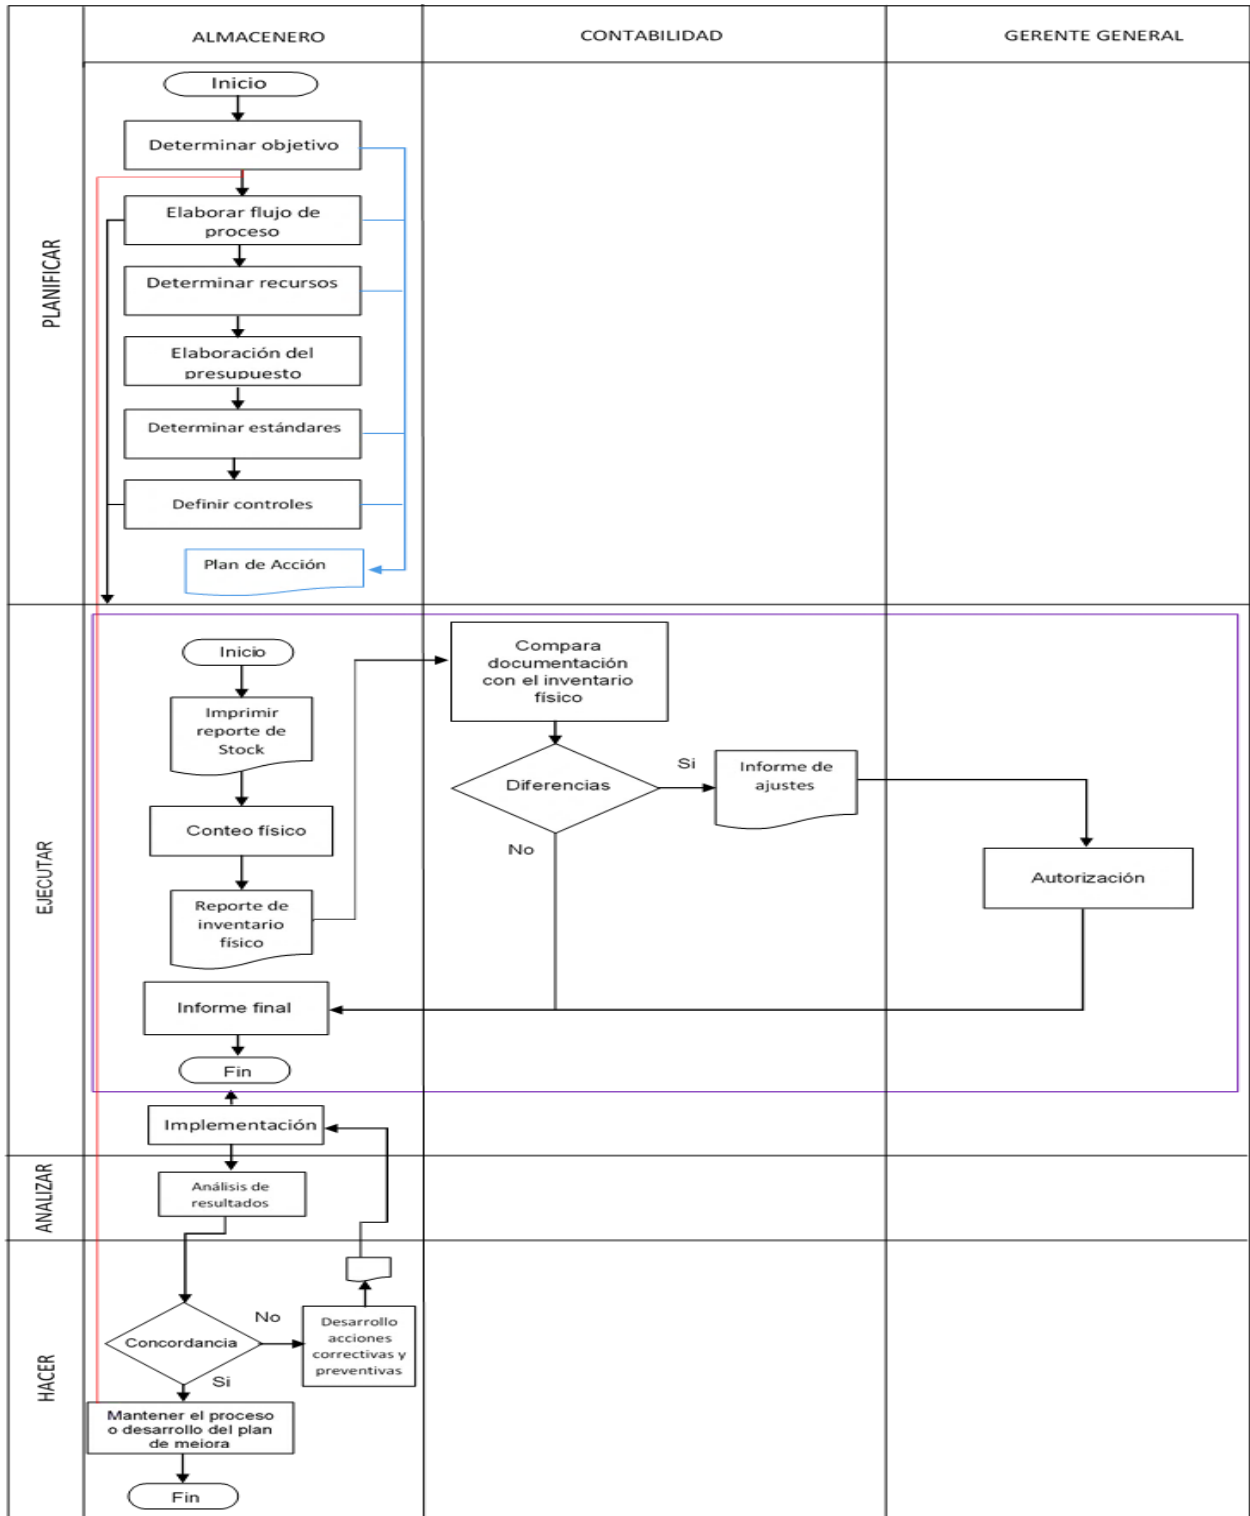 ALMACENERO
CONTABILIDAD
GERENTE GENERAL
PLANIFICAR
Inicio
Determinar objetivo
Elaborar flujo de
proceso
Determinar recursos
Elaboración del
presupuesto
Determinar estándares
Definir controles
Plan de Acción
EJECUTAR
Inicio
Imprimir
reporte de
Stock
Conteo físico
Reporte de
inventario
físico
Compara
documentación
con el inventario
físico
Diferencias
Si
No
Informe de
ajustes
Autorización
Informe final
Fin
Implementación
ANALIZAR
Análisis de
resultados
HACER
Concordancia
No
Si
Desarrollo
acciones
correctivas y
preventivas
Mantener el proceso
o desarrollo del plan
de mejora
Fin